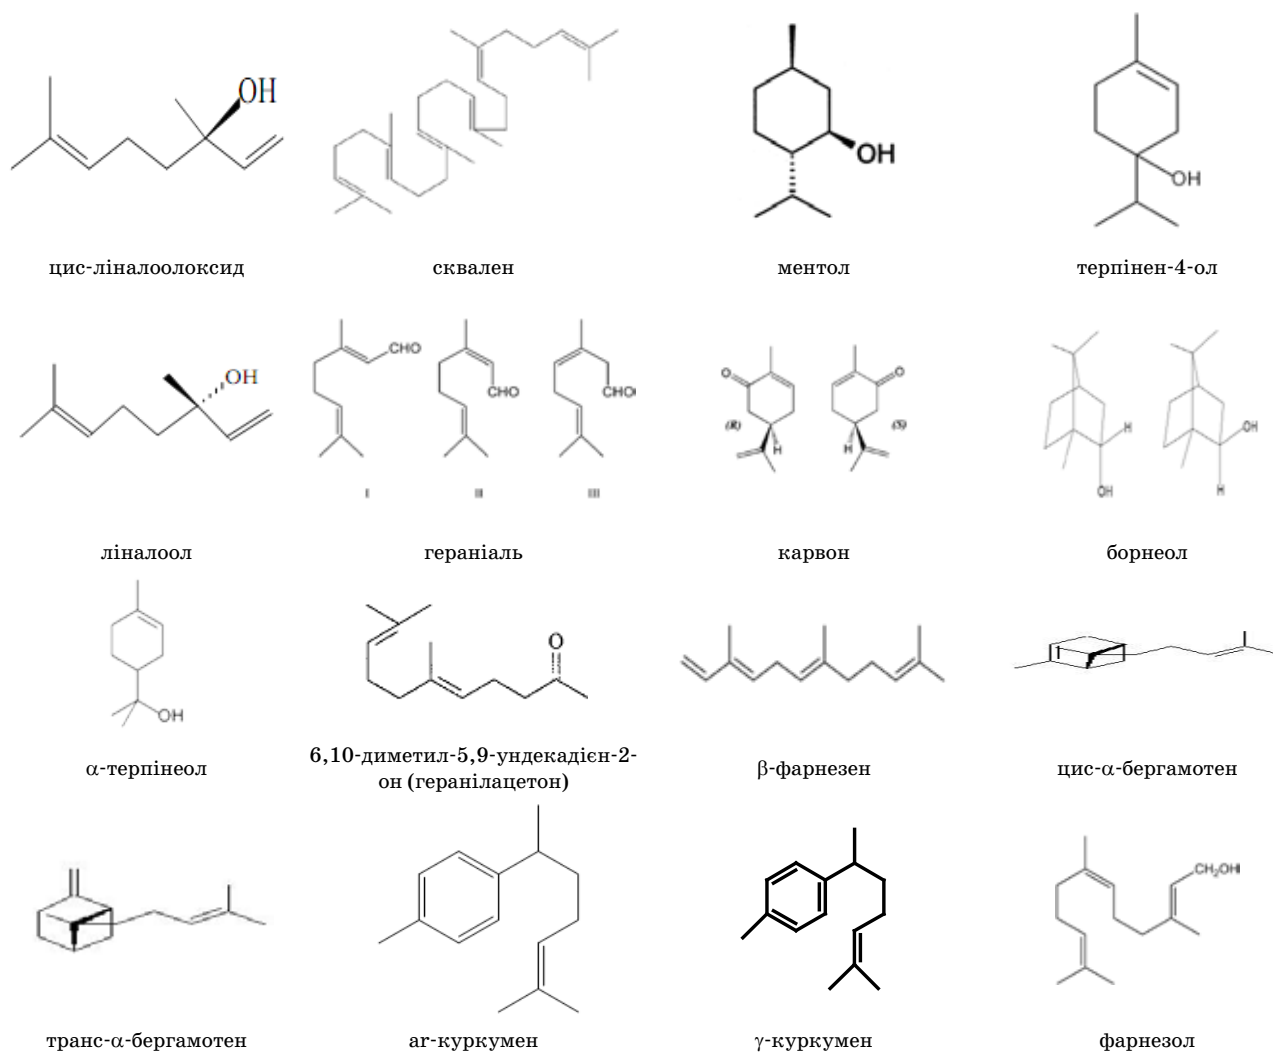 OH
OH
OH
цис-ліналоолоксид
сквален
ментол
терпінен-4-ол
OH
CHO
CHO
CHO
I
II
III
O
(R)
H
O
(S)
H
H
OH
OH
H
ліналоол
гераніаль
карвон
борнеол
OH
O
α-терпінеол
6,10-диметил-5,9-ундекадієн-2-
он (геранілацетон)
β-фарнезен
цис-α-бергамотен
CH₂OH
транс-α-бергамотен
ar-куркумен
γ-куркумен
фарнезол